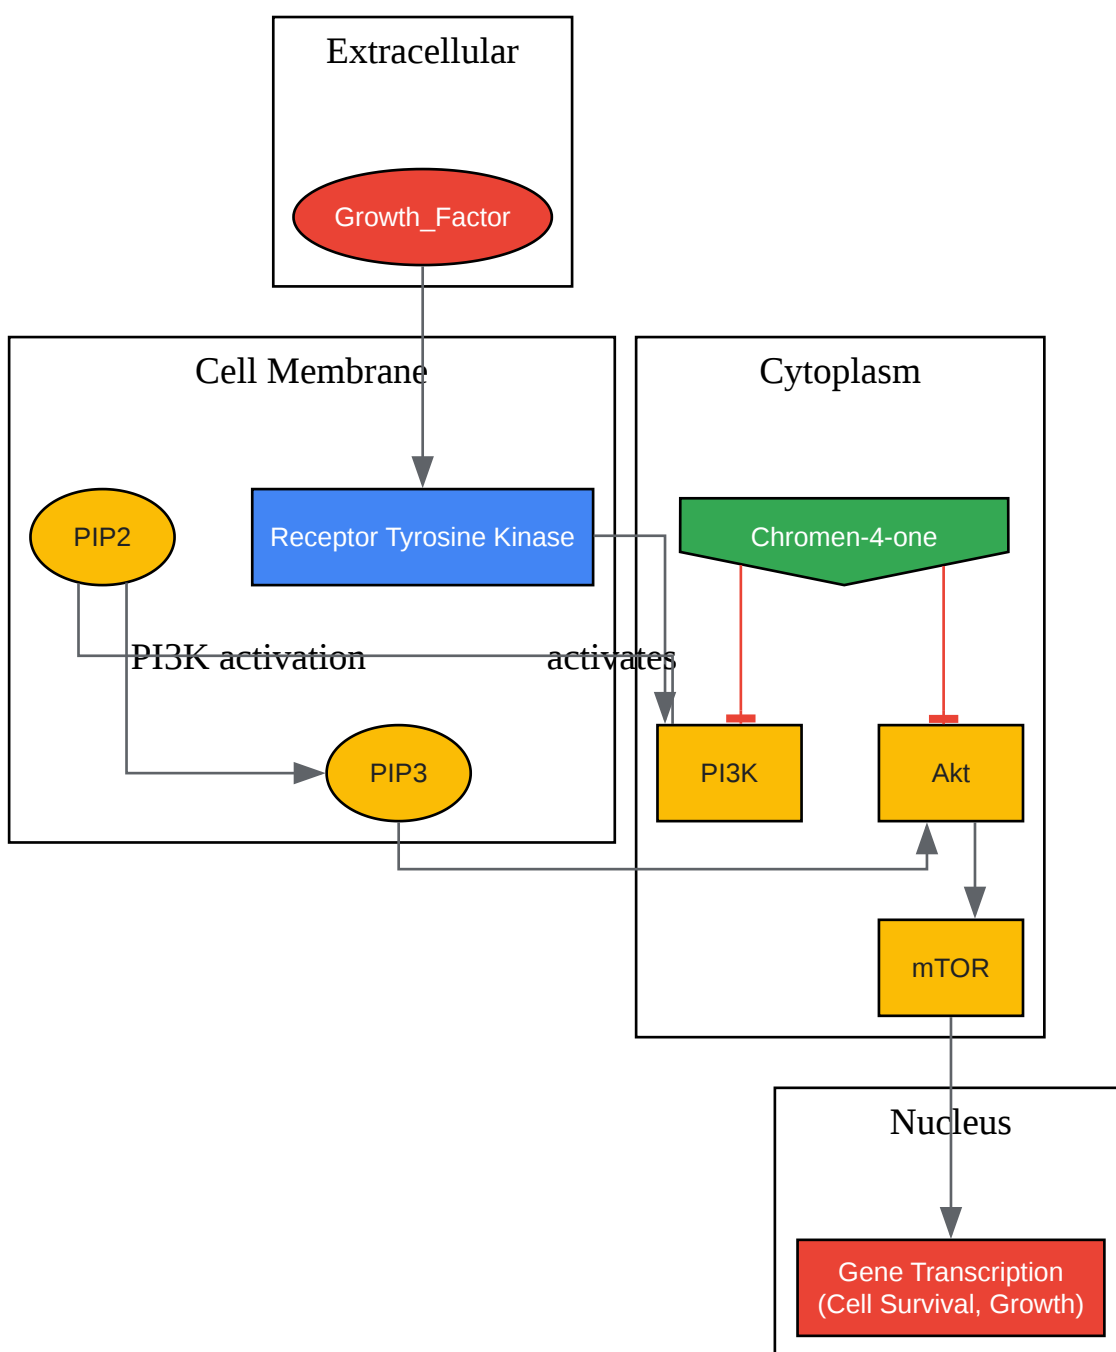 Extracellular
Growth_Factor
Cell Membrane
Cytoplasm
PIP2
Receptor Tyrosine Kinase
Chromen-4-one
PI3K activation
activates
PIP3
PI3K
Akt
mTOR
Nucleus
Gene Transcription
(Cell Survival, Growth)